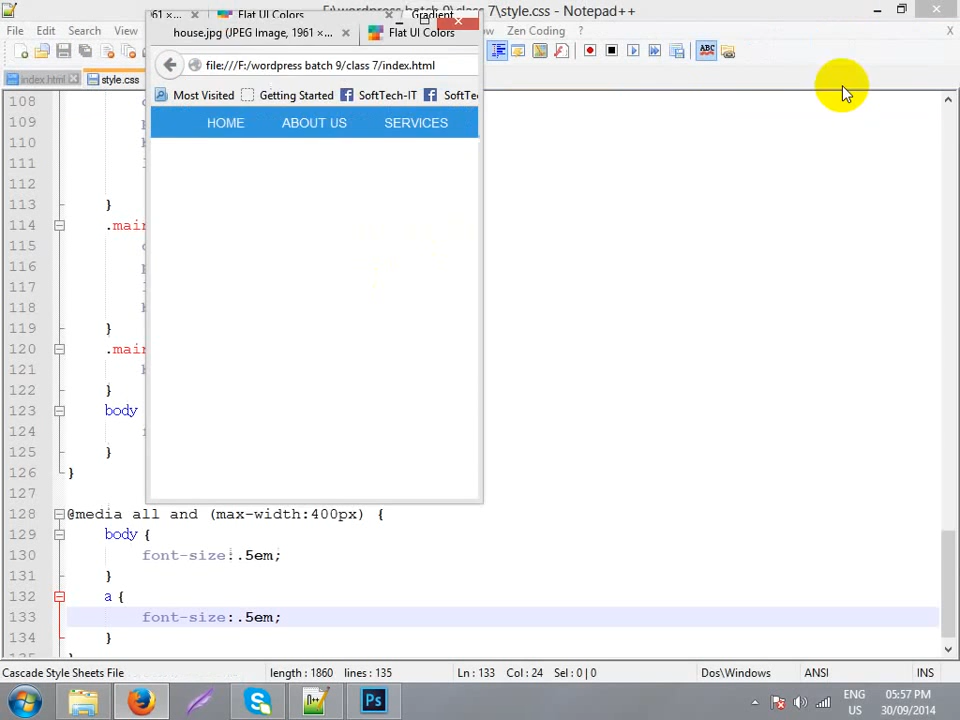 F:\wordpress batch 9\class 7\style.css - Notepad++
61 ×... Flat UI Colors Gradient
File Edit Search View Zen Coding ? X
house.jpg (JPEG Image, 1961 ×... Flat UI Colors
file:///F:/wordpress batch 9/class 7/index.html
index.html style.css
Most Visited Getting Started SoftTech-IT SoftTe
HOME ABOUT US SERVICES
108
109
110
111
112
113 }
114 .main
115
116
117
118
119 }
120 .main
121
122 }
123 body
124
125 }
126 }
127
128 @media all and (max-width:400px) {
129 body {
130 font-size:.5em;
131 }
132 a {
133 font-size:.5em;
134 }
135 }
Cascade Style Sheets File length : 1860 lines : 135 Ln : 133 Col : 24 Sel : 0 | 0 Dos\Windows ANSI INS
ENG 05:57 PM
US 30/09/2014